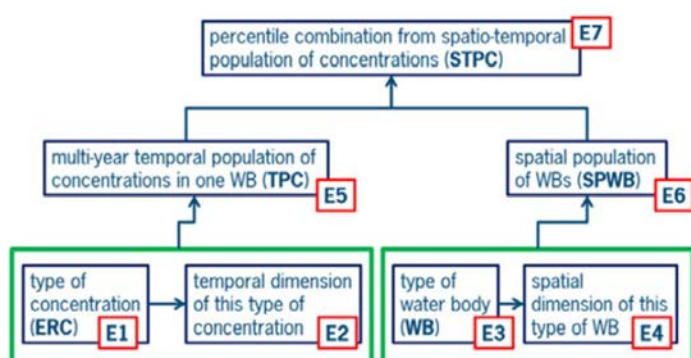 percentile combination from spatio-temporal
population of concentrations (STPC)
E7
multi-year temporal population of
concentrations in one WB (TPC)
E5
spatial population
of WBs (SPWB)
E6
type of
concentration
(ERC)
E1
temporal dimension
of this type of
concentration
E2
type of
water body
(WB)
E3
spatial
dimension of this
type of WB
E4